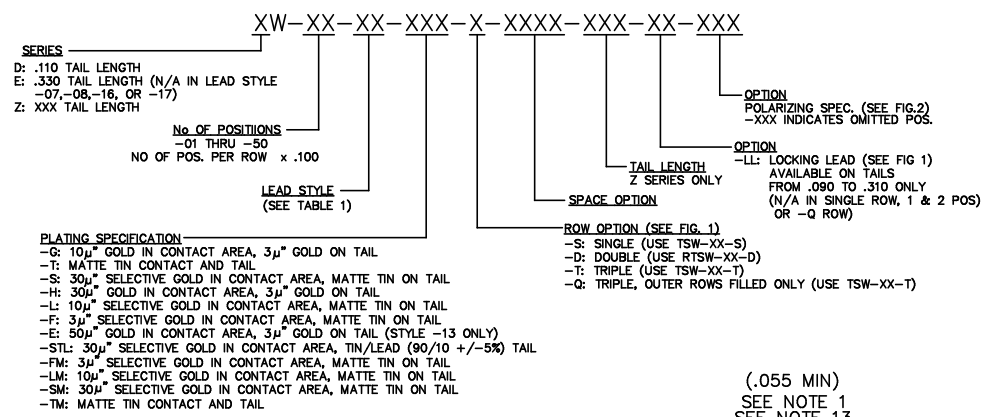 XW-XX-XX-XXX-X-XXXX-XXX-XX-XXX
SERIES
D: .110 TAIL LENGTH
E: .330 TAIL LENGTH (N/A IN LEAD STYLE
-07,-08,-16, OR -17)
Z: XXX TAIL LENGTH
No OF POSITIIONS
-01 THRU -50
NO OF POS. PER ROW x .100
LEAD STYLE
(SEE TABLE 1)
PLATING SPECIFICATION
-G: 10µ" GOLD IN CONTACT AREA, 3µ" GOLD ON TAIL
-T: MATTE TIN CONTACT AND TAIL
-S: 30µ" SELECTIVE GOLD IN CONTACT AREA, MATTE TIN ON TAIL
-H: 30µ" GOLD IN CONTACT AREA, 3µ" GOLD ON TAIL
-L: 10µ" SELECTIVE GOLD IN CONTACT AREA, MATTE TIN ON TAIL
-F: 3µ" SELECTIVE GOLD IN CONTACT AREA, MATTE TIN ON TAIL
-E: 50µ" GOLD IN CONTACT AREA, 3µ" GOLD ON TAIL (STYLE -13 ONLY)
-STL: 30µ" SELECTIVE GOLD IN CONTACT AREA, TIN/LEAD (90/10 +/-5%) TAIL
-FM: 3µ" SELECTIVE GOLD IN CONTACT AREA, MATTE TIN ON TAIL
-LM: 10µ" SELECTIVE GOLD IN CONTACT AREA, MATTE TIN ON TAIL
-SM: 30µ" SELECTIVE GOLD IN CONTACT AREA, MATTE TIN ON TAIL
-TM: MATTE TIN CONTACT AND TAIL
OPTION
POLARIZING SPEC. (SEE FIG.2)
-XXX INDICATES OMITTED POS.
OPTION
-LL: LOCKING LEAD (SEE FIG 1)
AVAILABLE ON TAILS
FROM .090 TO .310 ONLY
(N/A IN SINGLE ROW, 1 & 2 POS)
OR -Q ROW)
TAIL LENGTH
Z SERIES ONLY
SPACE OPTION
ROW OPTION (SEE FIG. 1)
-S: SINGLE (USE TSW-XX-S)
-D: DOUBLE (USE RTSW-XX-D)
-T: TRIPLE (USE TSW-XX-T)
-Q: TRIPLE, OUTER ROWS FILLED ONLY (USE TSW-XX-T)
(.055 MIN)
SEE NOTE 1
SEE NOTE 13